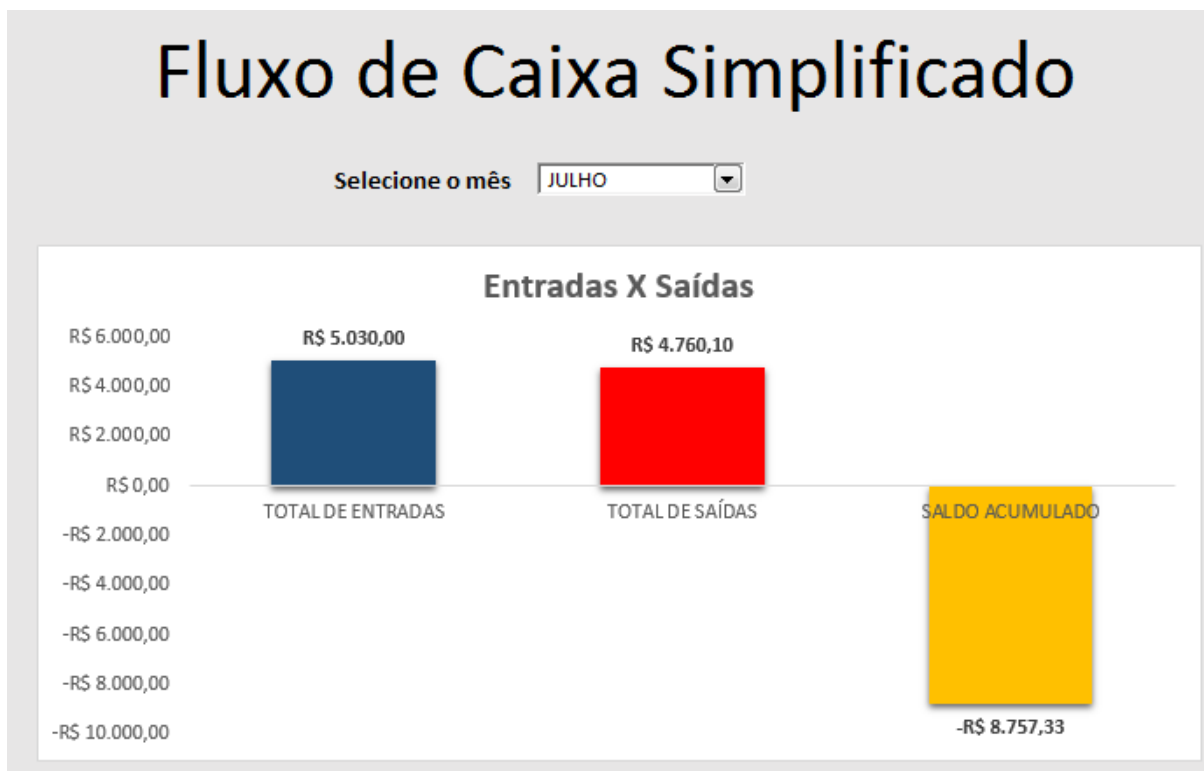 Fluxo de Caixa Simplificado
Selecione o mês JULHO
Entradas X Saídas
R$ 6.000,00
R$ 4.000,00
R$ 2.000,00
R$ 0,00
-R$ 2.000,00
-R$ 4.000,00
-R$ 6.000,00
-R$ 8.000,00
-R$ 10.000,00
R$ 5.030,00
R$ 4.760,10
-R$ 8.757,33
TOTAL DE ENTRADAS
TOTAL DE SAÍDAS
SALDO ACUMULADO